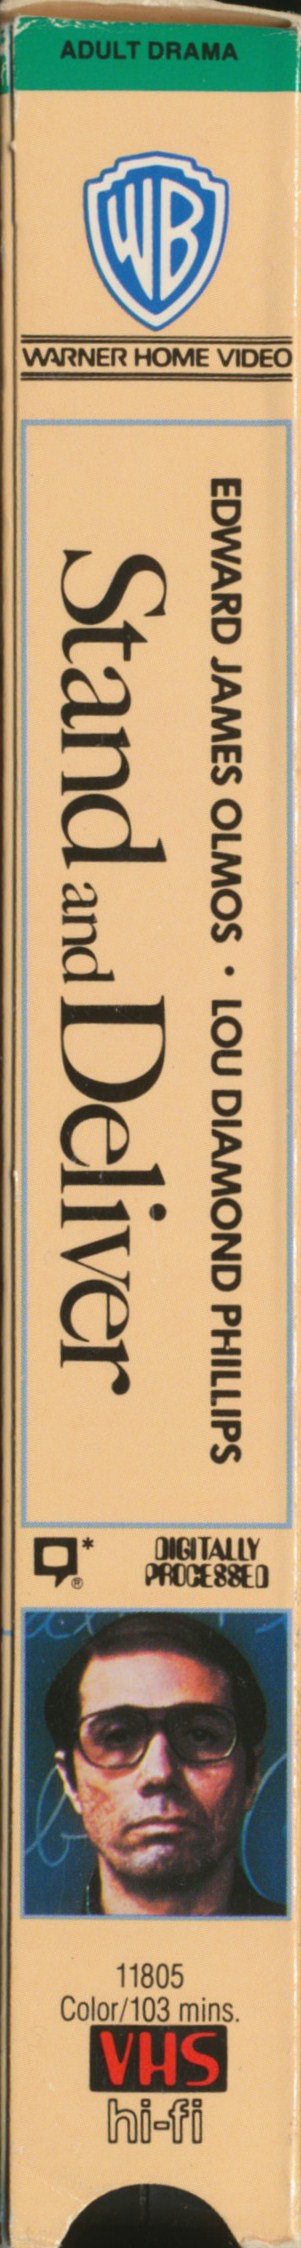 ADULT DRAMA
WB
WARNER HOME VIDEO
EDWARD JAMES OLMOS • LOU DIAMOND PHILLIPS
Stand and Deliver
*
®
DIGITALLY
PROCESSED
11805
Color/103 mins.
VHS
hi-fi